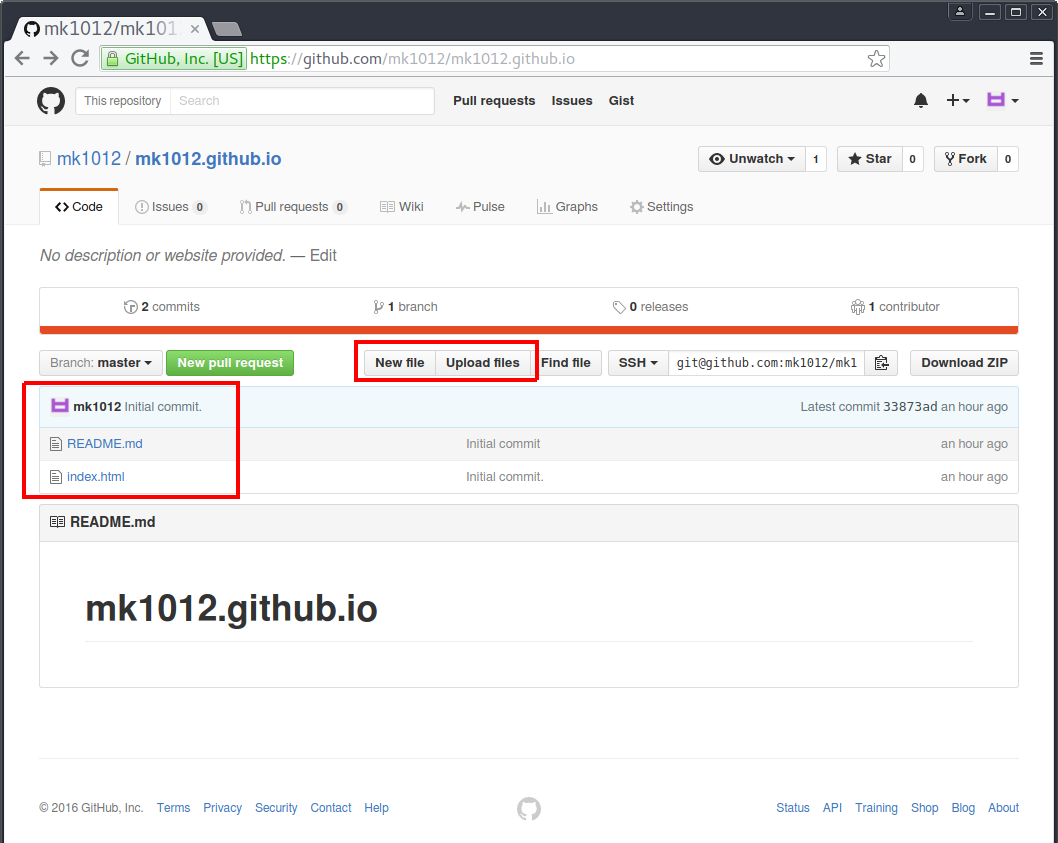 mk1012/mk101
GitHub, Inc. [US] https://github.com/mk1012/mk1012.github.io
This repository Search Pull requests Issues Gist
mk1012 / mk1012.github.io Unwatch 1 Star 0 Fork 0
Code Issues 0 Pull requests 0 Wiki Pulse Graphs Settings
No description or website provided. — Edit
2 commits 1 branch 0 releases 1 contributor
Branch: master New pull request New file Upload files Find file SSH git@github.com:mk1012/mk1 Download ZIP
mk1012 Initial commit. Latest commit 33873ad an hour ago
README.md Initial commit an hour ago
index.html Initial commit. an hour ago
README.md
mk1012.github.io
© 2016 GitHub, Inc. Terms Privacy Security Contact Help Status API Training Shop Blog About